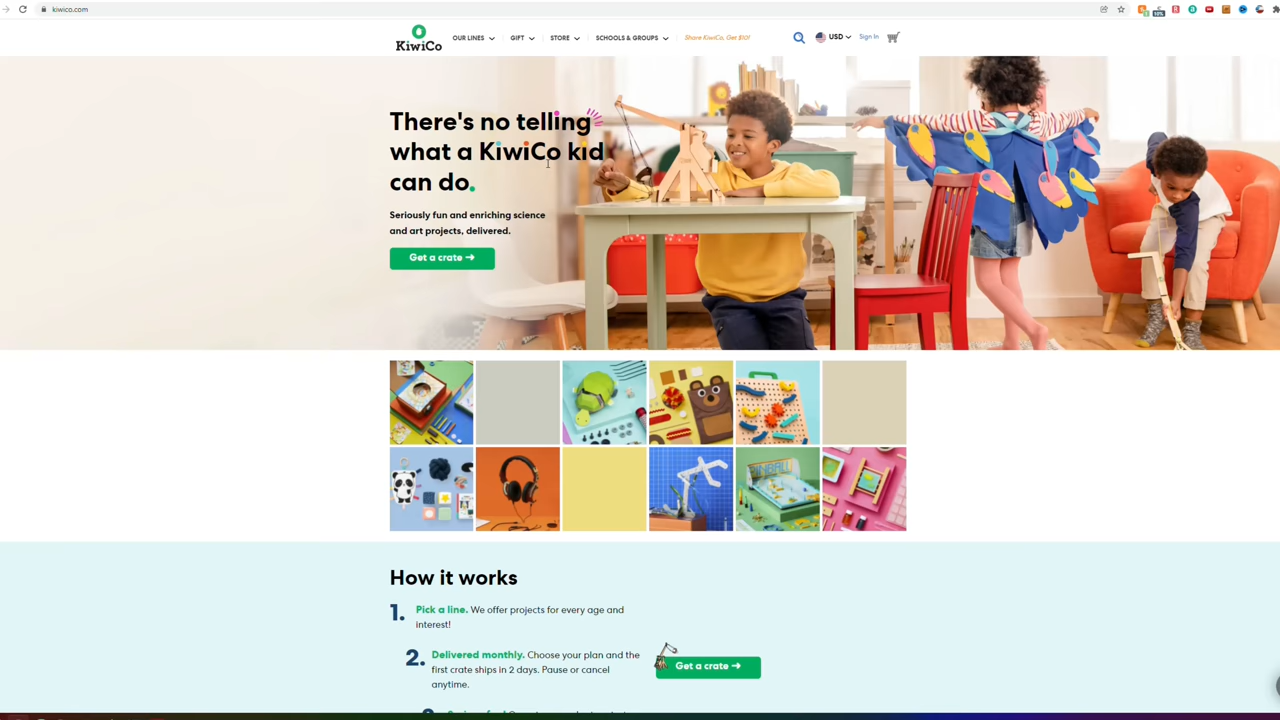 kiwico.com
KiwiCo
OUR LINES
GIFT
STORE
SCHOOLS & GROUPS
Share KiwiCo, Get $10!
USD
Sign In
There's no telling
what a KiwiCo kid
can do.
Seriously fun and enriching science
and art projects, delivered.
Get a crate →
PINBALL
How it works
1. Pick a line. We offer projects for every age and
interest!
2. Delivered monthly. Choose your plan and the
first crate ships in 2 days. Pause or cancel
anytime.
Get a crate →